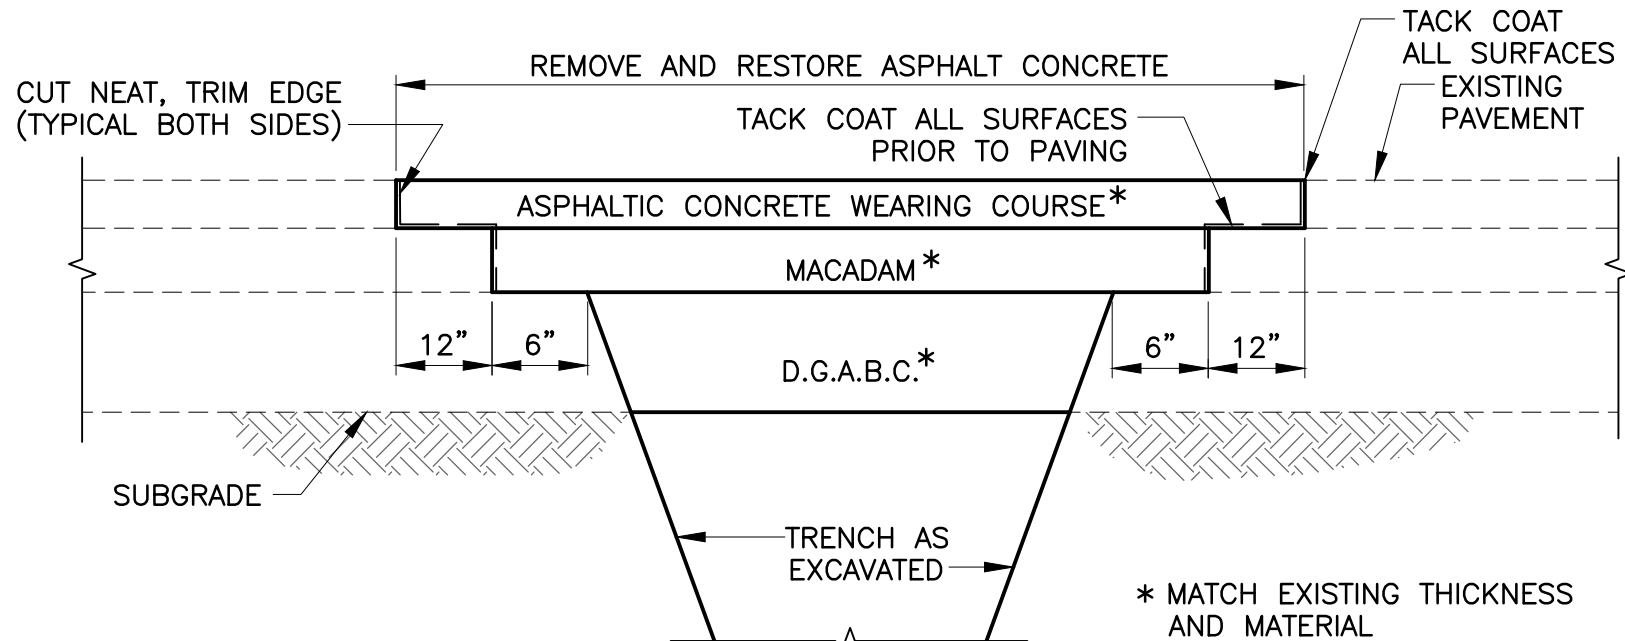 TACK COAT
ALL SURFACES
EXISTING
PAVEMENT
REMOVE AND RESTORE ASPHALT CONCRETE
CUT NEAT, TRIM EDGE
(TYPICAL BOTH SIDES)
TACK COAT ALL SURFACES
PRIOR TO PAVING
ASPHALTIC CONCRETE WEARING COURSE*
MACADAM*
12” 6” 6” 12”
D.G.A.B.C.*
SUBGRADE
TRENCH AS
EXCAVATED
* MATCH EXISTING THICKNESS
AND MATERIAL